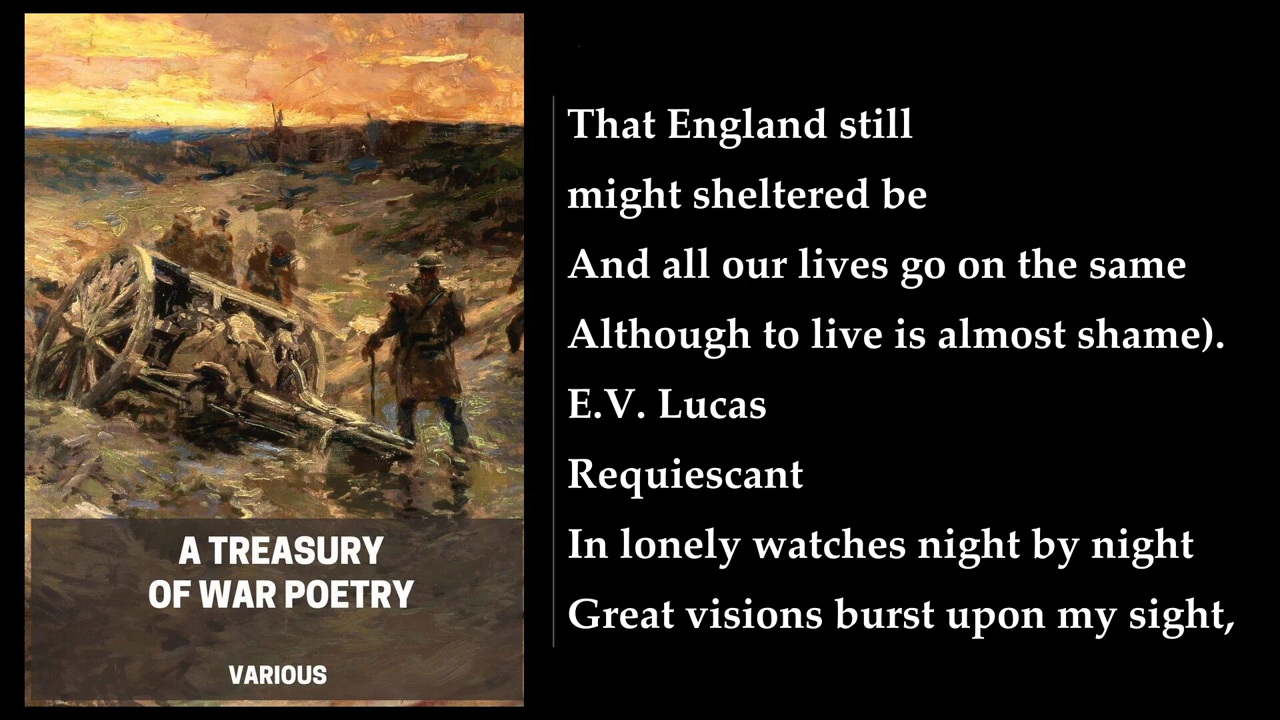 A TREASURY
OF WAR POETRY
VARIOUS
That England still
might sheltered be
And all our lives go on the same
Although to live is almost shame).
E.V. Lucas
Requiescant
In lonely watches night by night
Great visions burst upon my sight,